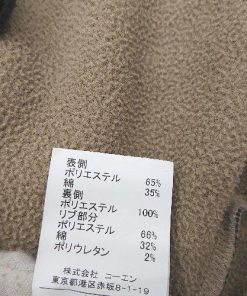 表側
ポリエステル 65%
綿 35%
裏側
ポリエステル 100%
リブ部分
ポリエステル 66%
綿 32%
ポリウレタン 2%
株式会社 コーエン
東京都港区赤坂8-1-19